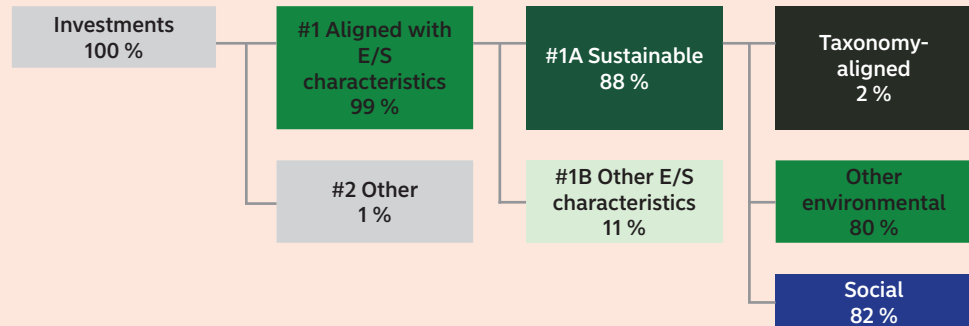 Investments
100 %
#1 Aligned with
E/S
characteristics
99 %
#1A Sustainable
88 %
Taxonomy-
aligned
2 %
#2 Other
1 %
#1B Other E/S
characteristics
11 %
Other
environmental
80 %
Social
82 %